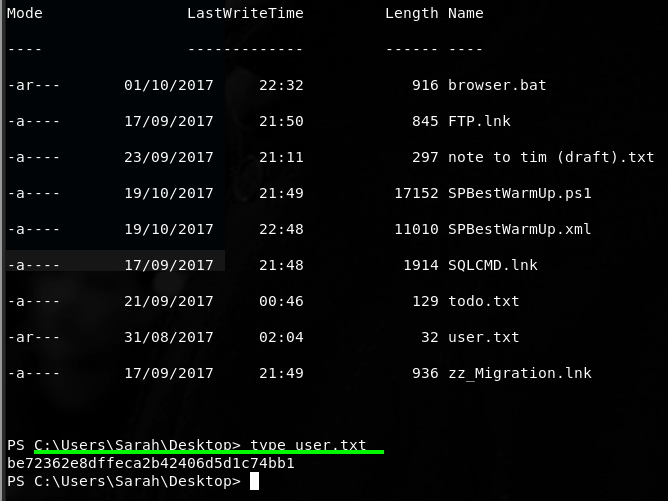 Mode LastWriteTime Length Name
---- ------------- ------ ----
-ar--- 01/10/2017 22:32 916 browser.bat
-a---- 17/09/2017 21:50 845 FTP.lnk
-a---- 23/09/2017 21:11 297 note to tim (draft).txt
-a---- 19/10/2017 21:49 17152 SPBestWarmUp.ps1
-a---- 19/10/2017 22:48 11010 SPBestWarmUp.xml
-a---- 17/09/2017 21:48 1914 SQLCMD.lnk
-a---- 21/09/2017 00:46 129 todo.txt
-ar--- 31/08/2017 02:04 32 user.txt
-a---- 17/09/2017 21:49 936 zz_Migration.lnk
PS C:\Users\Sarah\Desktop> type user.txt
be72362e8dffeca2b42406d5d1c74bb1
PS C:\Users\Sarah\Desktop>